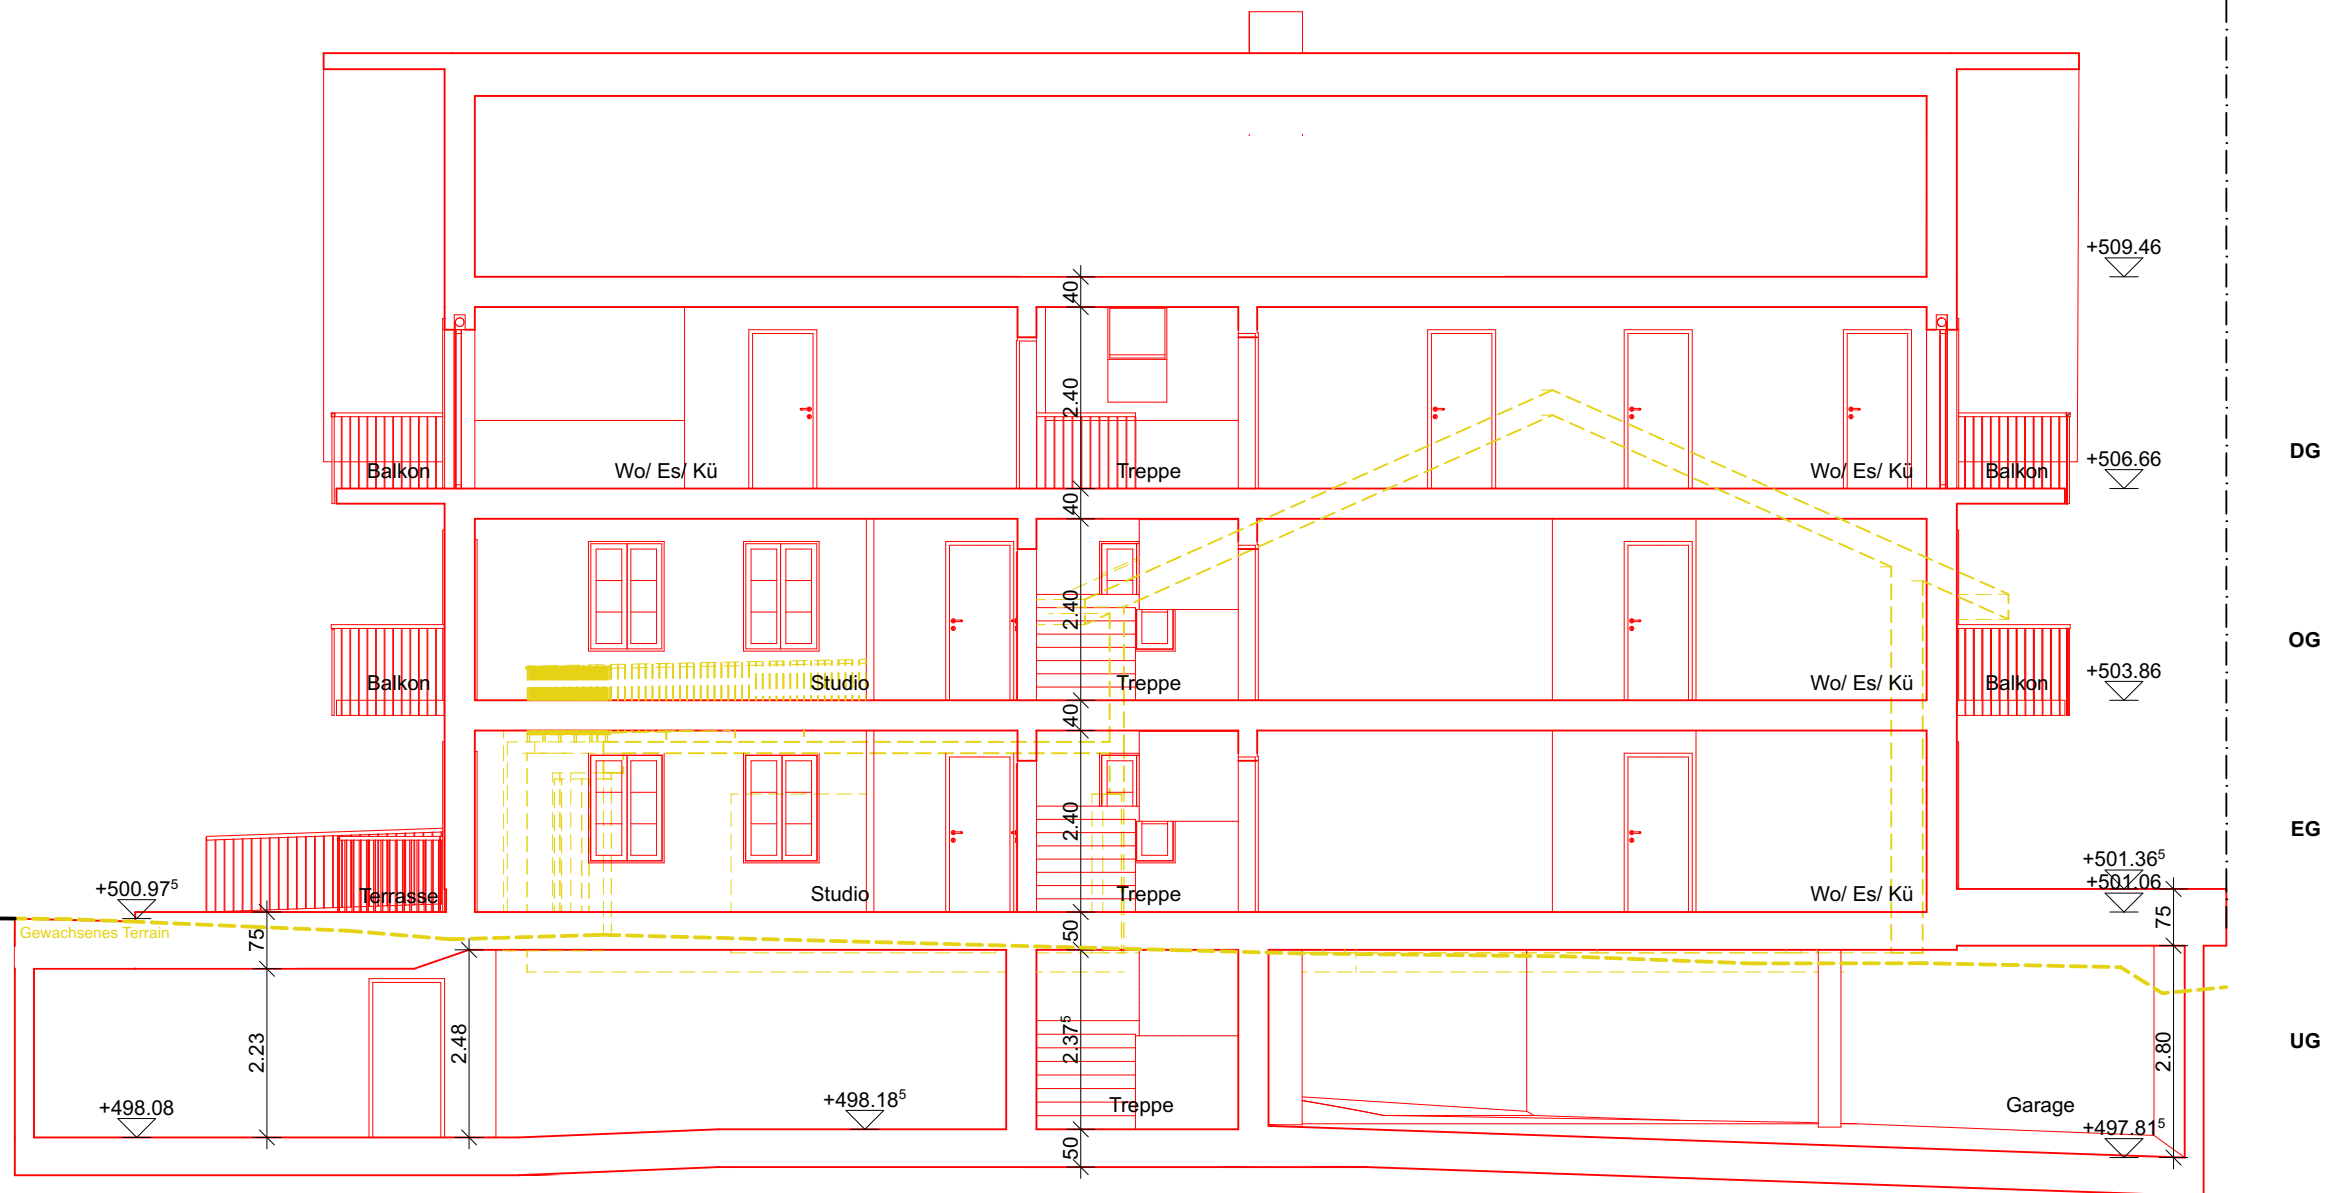 +509.46
40
2.40
DG
Balkon
Wo/ Es/ Kü
Treppe
Wo/ Es/ Kü
Balkon
+506.66
40
2.40
OG
Balkon
Studio
Treppe
Wo/ Es/ Kü
Balkon
+503.86
40
2.40
EG
+501.36⁵
+500.97⁵
Terrasse
Studio
Treppe
Wo/ Es/ Kü
+501.06
Gewachsenes Terrain
75
50
75
2.23
2.48
2.37⁵
2.80
UG
+498.08
+498.18⁵
Treppe
Garage
+497.81⁵
50